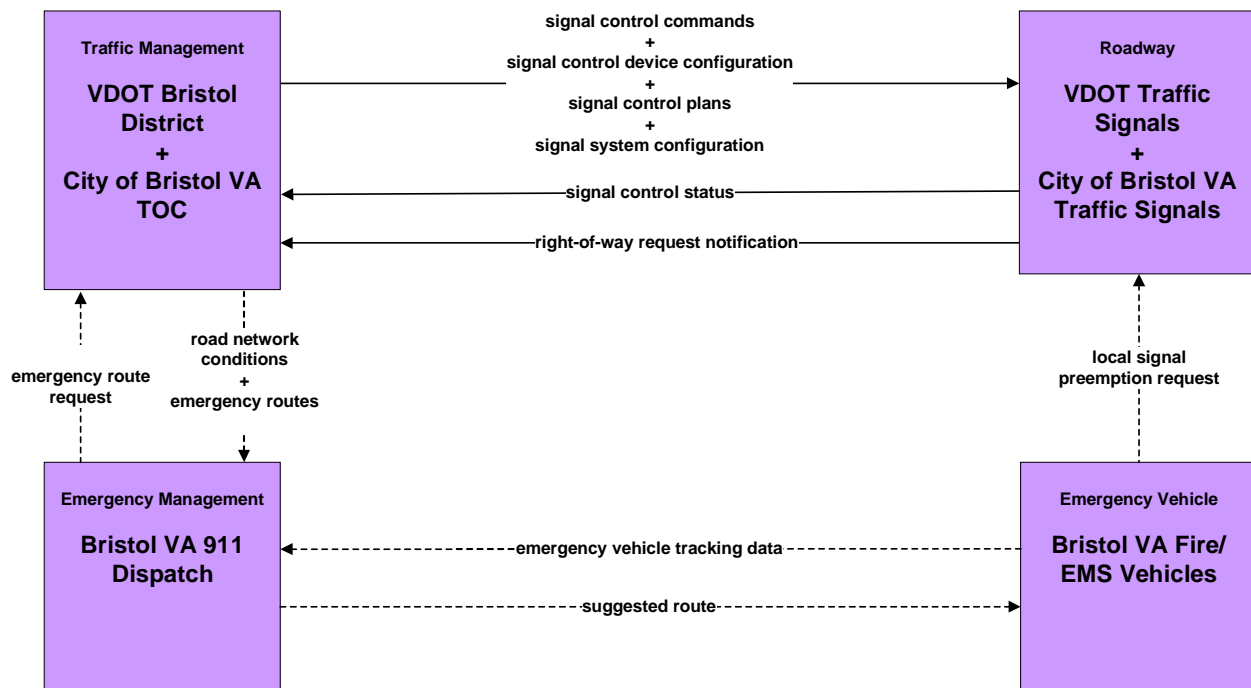 Traffic Management
VDOT Bristol
District
+
City of Bristol VA
TOC
signal control commands
+
signal control device configuration
+
signal control plans
+
signal system configuration
signal control status
right-of-way request notification
Roadway
VDOT Traffic
Signals
+
City of Bristol VA
Traffic Signals
emergency route
request
road network
conditions
+
emergency routes
local signal
preemption request
Emergency Management
Bristol VA 911
Dispatch
emergency vehicle tracking data
suggested route
Emergency Vehicle
Bristol VA Fire/
EMS Vehicles